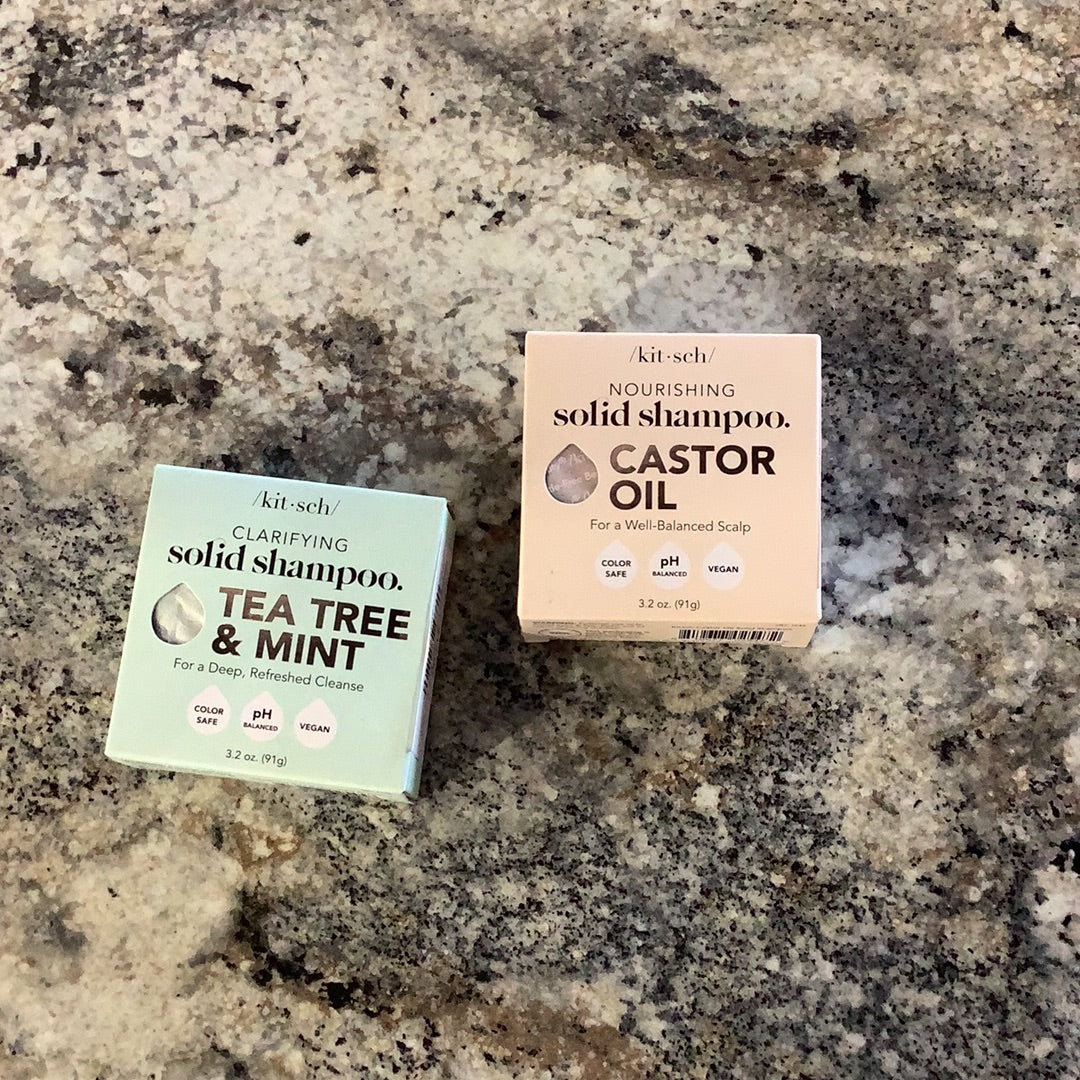 /kit·sch/
CLARIFYING
solid shampoo.
TEA TREE
& MINT
For a Deep, Refreshed Cleanse
COLOR SAFE
pH BALANCED
VEGAN
3.2 oz. (91g)
/kit·sch/
NOURISHING
solid shampoo.
CASTOR
OIL
For a Well-Balanced Scalp
COLOR SAFE
pH BALANCED
VEGAN
3.2 oz. (91g)